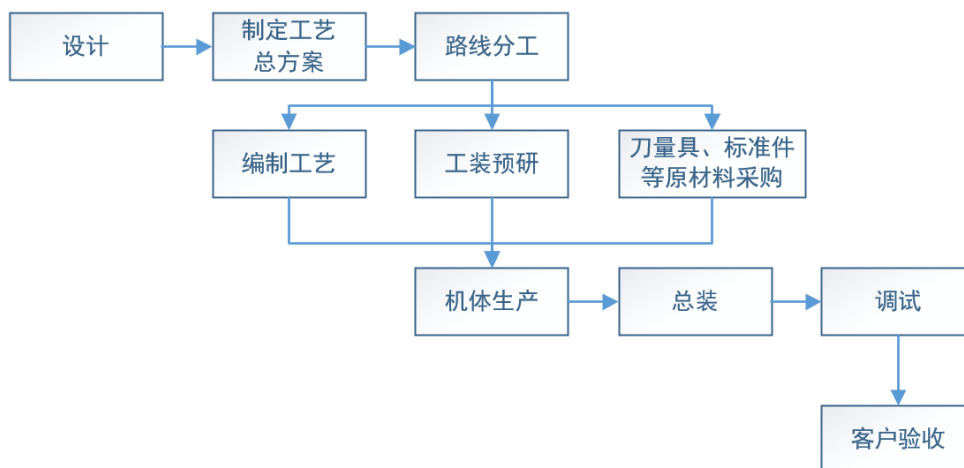 设计
制定工艺
总方案
路线分工
编制工艺
工装预研
刀量具、标准件
等原材料采购
机体生产
总装
调试
客户验收